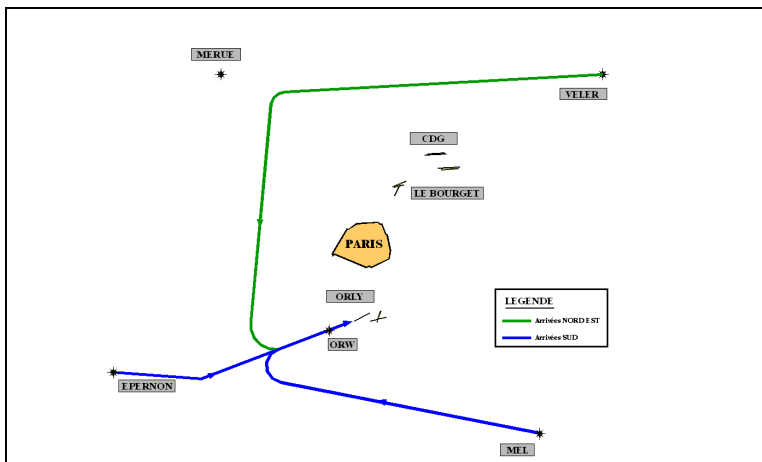 MERUE
VELER
CDG
LE BOURGET
PARIS
ORLY
LEGENDE
Arrivées NORD EST
Arrivées SUD
ORW
EPERNON
MEL